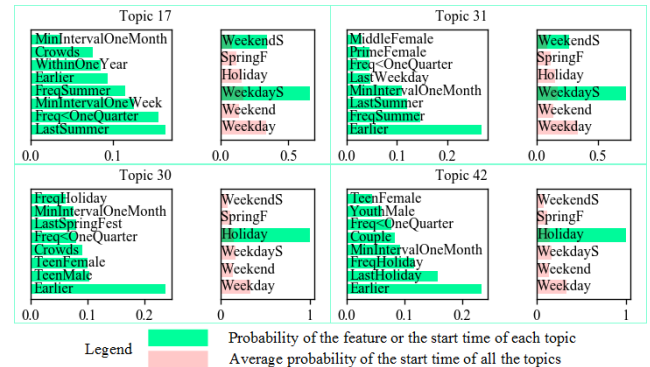 Topic 17
MinIntervalOneMonth
Crowds
WithinOneYear
Earlier
FreqSummer
MinIntervalOneWeek
Freq<OneQuarter
LastSummer
0.0 0.1
WeekendS
SpringF
Holiday
WeekdayS
Weekend
Weekday
0.0 0.5
Topic 31
MiddleFemale
PrimeFemale
Freq<OneQuarter
LastWeekday
MinIntervalOneMonth
LastSummer
FreqSummer
Earlier
0.0 0.1 0.2
WeekendS
SpringF
Holiday
WeekdayS
Weekend
Weekday
0.0 0.5
Topic 30
FreqHoliday
MinIntervalOneMonth
LastSpringFest
Freq<OneQuarter
Crowds
TeenFemale
TeenMale
Earlier
0.0 0.1 0.2
WeekendS
SpringF
Holiday
WeekdayS
Weekend
Weekday
0 1
Topic 42
TeenFemale
YouthMale
Freq<OneQuarter
Couple
MinIntervalOneMonth
FreqHoliday
LastHoliday
Earlier
0.0 0.1 0.2
WeekendS
SpringF
Holiday
WeekdayS
Weekend
Weekday
0 1
Legend
Probability of the feature or the start time of each topic
Average probability of the start time of all the topics